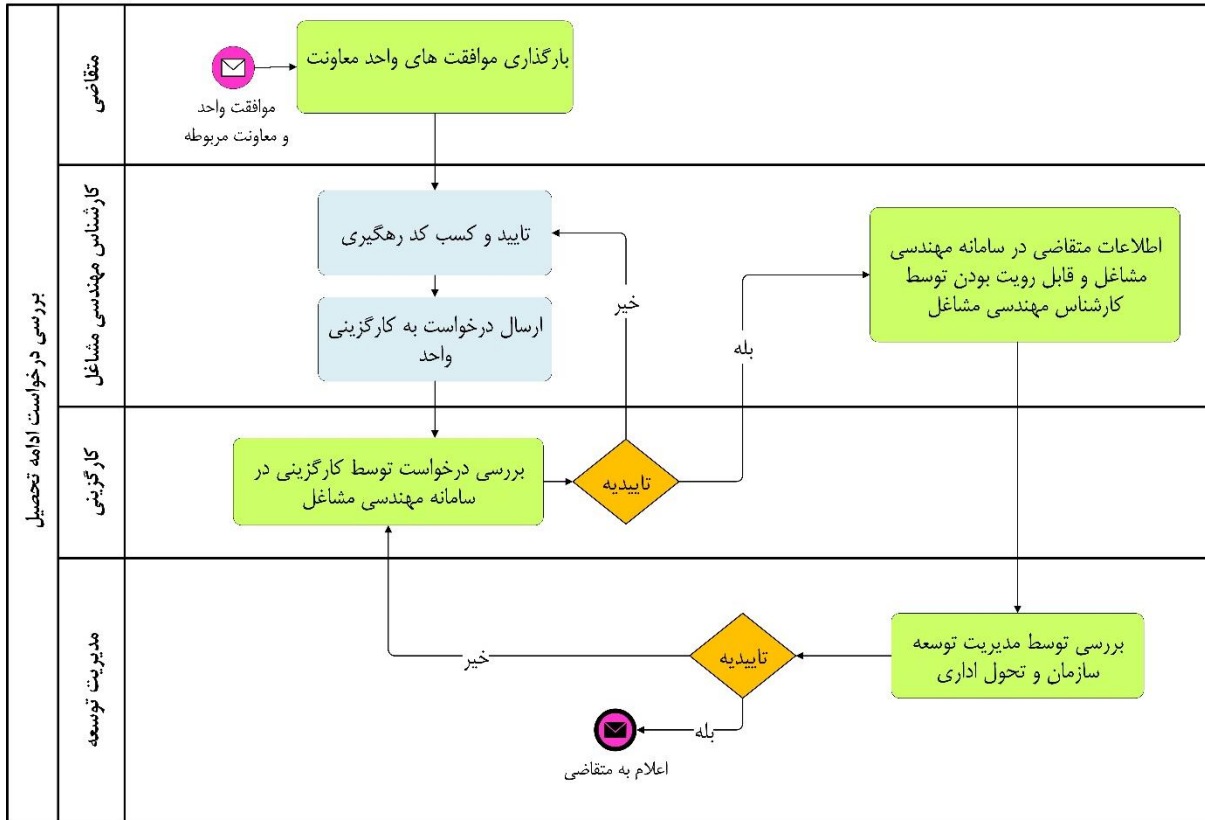 بررسی درخواست ادامه تحصیل
متقاضی
موافقت واحد
و معاونت مربوطه
بارگذاری موافقت های واحد معاونت
کارشناس مهندسی مشاغل
تایید و کسب کد رهگیری
ارسال درخواست به کارگزینی
واحد
خیر
بله
اطلاعات متقاضی در سامانه مهندسی
مشاغل و قابل رویت بودن توسط
کارشناس مهندسی مشاغل
کارگزینی
بررسی درخواست توسط کارگزینی در
سامانه مهندسی مشاغل
تاییدیه
مدیریت توسعه
بررسی توسط مدیریت توسعه
سازمان و تحول اداری
تاییدیه
خیر
بله
اعلام به متقاضی